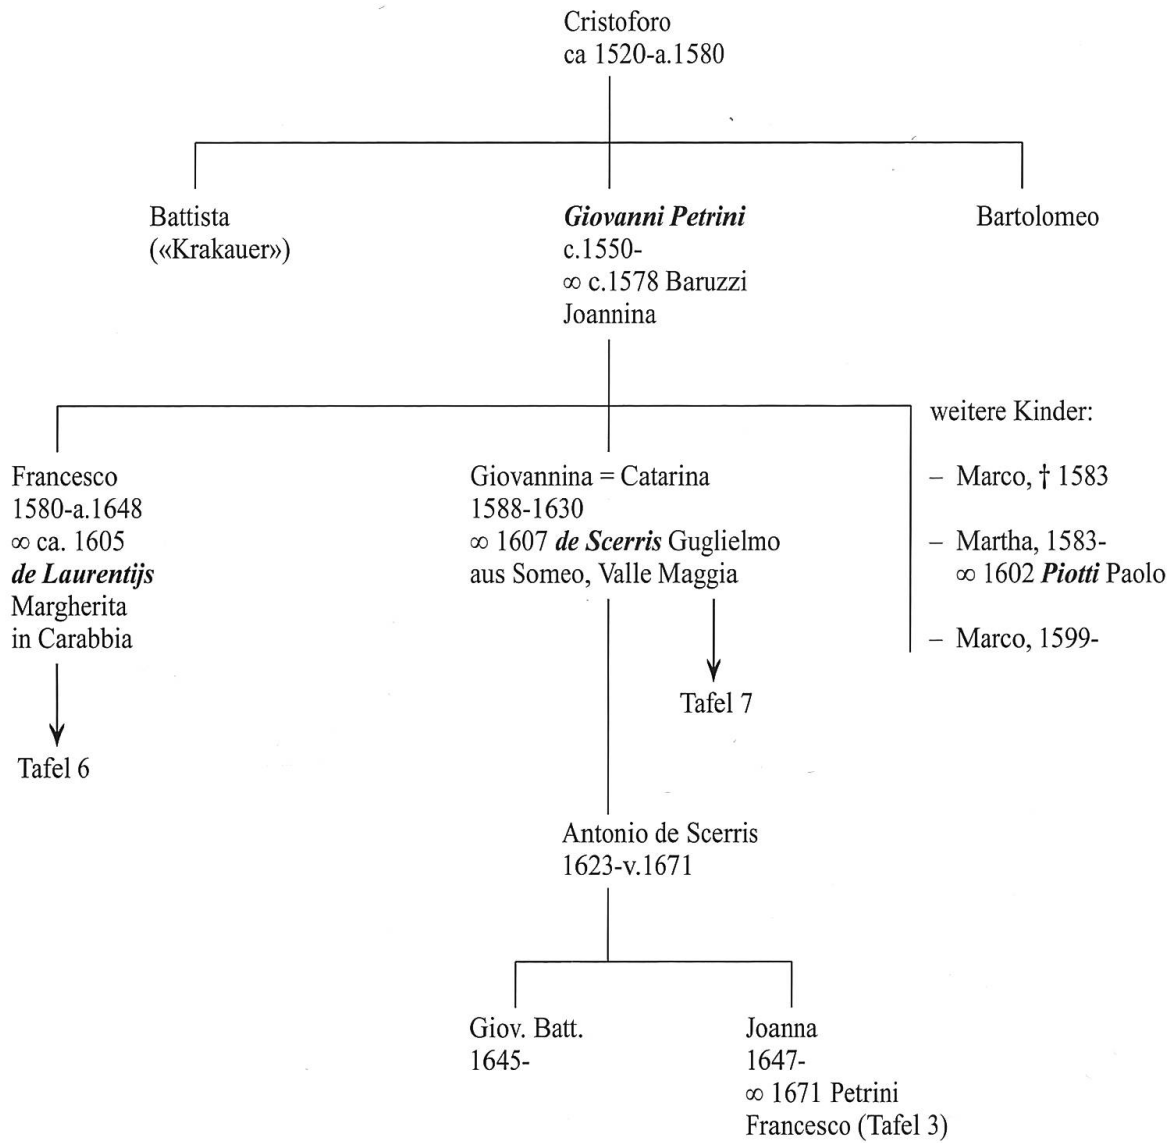 Cristoforo
ca 1520-a.1580
Battista
(«Krakauer»)
Giovanni Petrini
c.1550-
∞ c.1578 Baruzzi
Joannina
Bartolomeo
Francesco
1580-a.1648
∞ ca. 1605
de Laurentijs
Margherita
in Carabbia
Tafel 6
Giovannina = Catarina
1588-1630
∞ 1607 de Scerris Guglielmo
aus Someo, Valle Maggia
Tafel 7
weitere Kinder:
– Marco, † 1583
– Martha, 1583-
∞ 1602 Piotti Paolo
– Marco, 1599-
Antonio de Scerris
1623-v.1671
Giov. Batt.
1645-
Joanna
1647-
∞ 1671 Petrini
Francesco (Tafel 3)